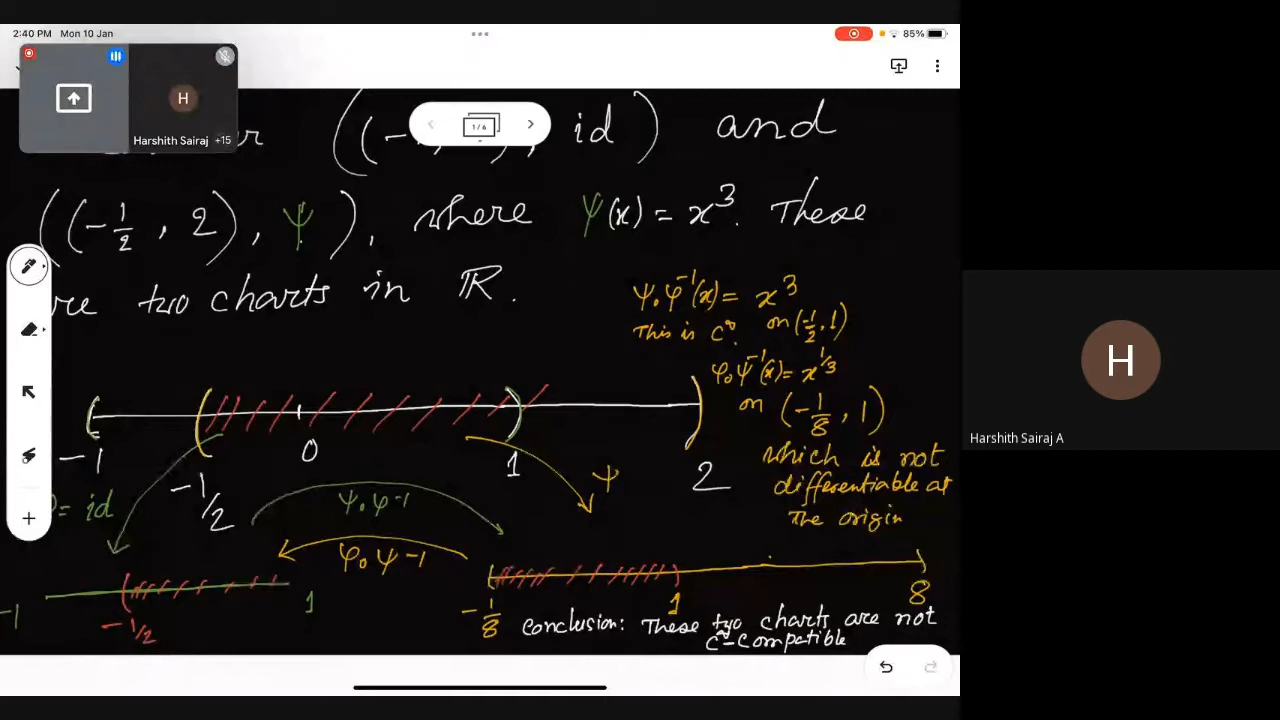 2:40 PM Mon 10 Jan
85%
H
Harshith Sairaj +15
1/6
, id ) and
((-1/2, 2), Ψ), where Ψ(x) = x³. These
two charts in ℝ.
Ψ∘φ⁻¹(x) = x³
This is C^∞ on (-1/2, 1)
φ∘Ψ⁻¹(x) = x^1/3
on (-1/8, 1)
which is not
differentiable at
the origin
-1 -1/2 0 1 2
= id
Ψ∘φ-1
Ψ
φ∘Ψ-1
-1 -1/2 1
-1/8 1 8
Conclusion: These two charts are not
C^∞-compatible
H
Harshith Sairaj A